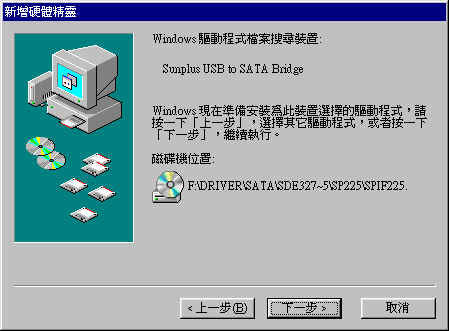 新增硬體精靈
Windows 驅動程式檔案搜尋裝置:
Sunplus USB to SATA Bridge
Windows 現在準備安裝為此裝置選擇的驅動程式，請
按一下「上一步」，選擇其它驅動程式，或者按一下
「下一步」，繼續執行。
磁碟機位置:
F:\DRIVER\SATA\SDE327~5\SP225\SPIF225.
< 上一步(B)
下一步 >
取消